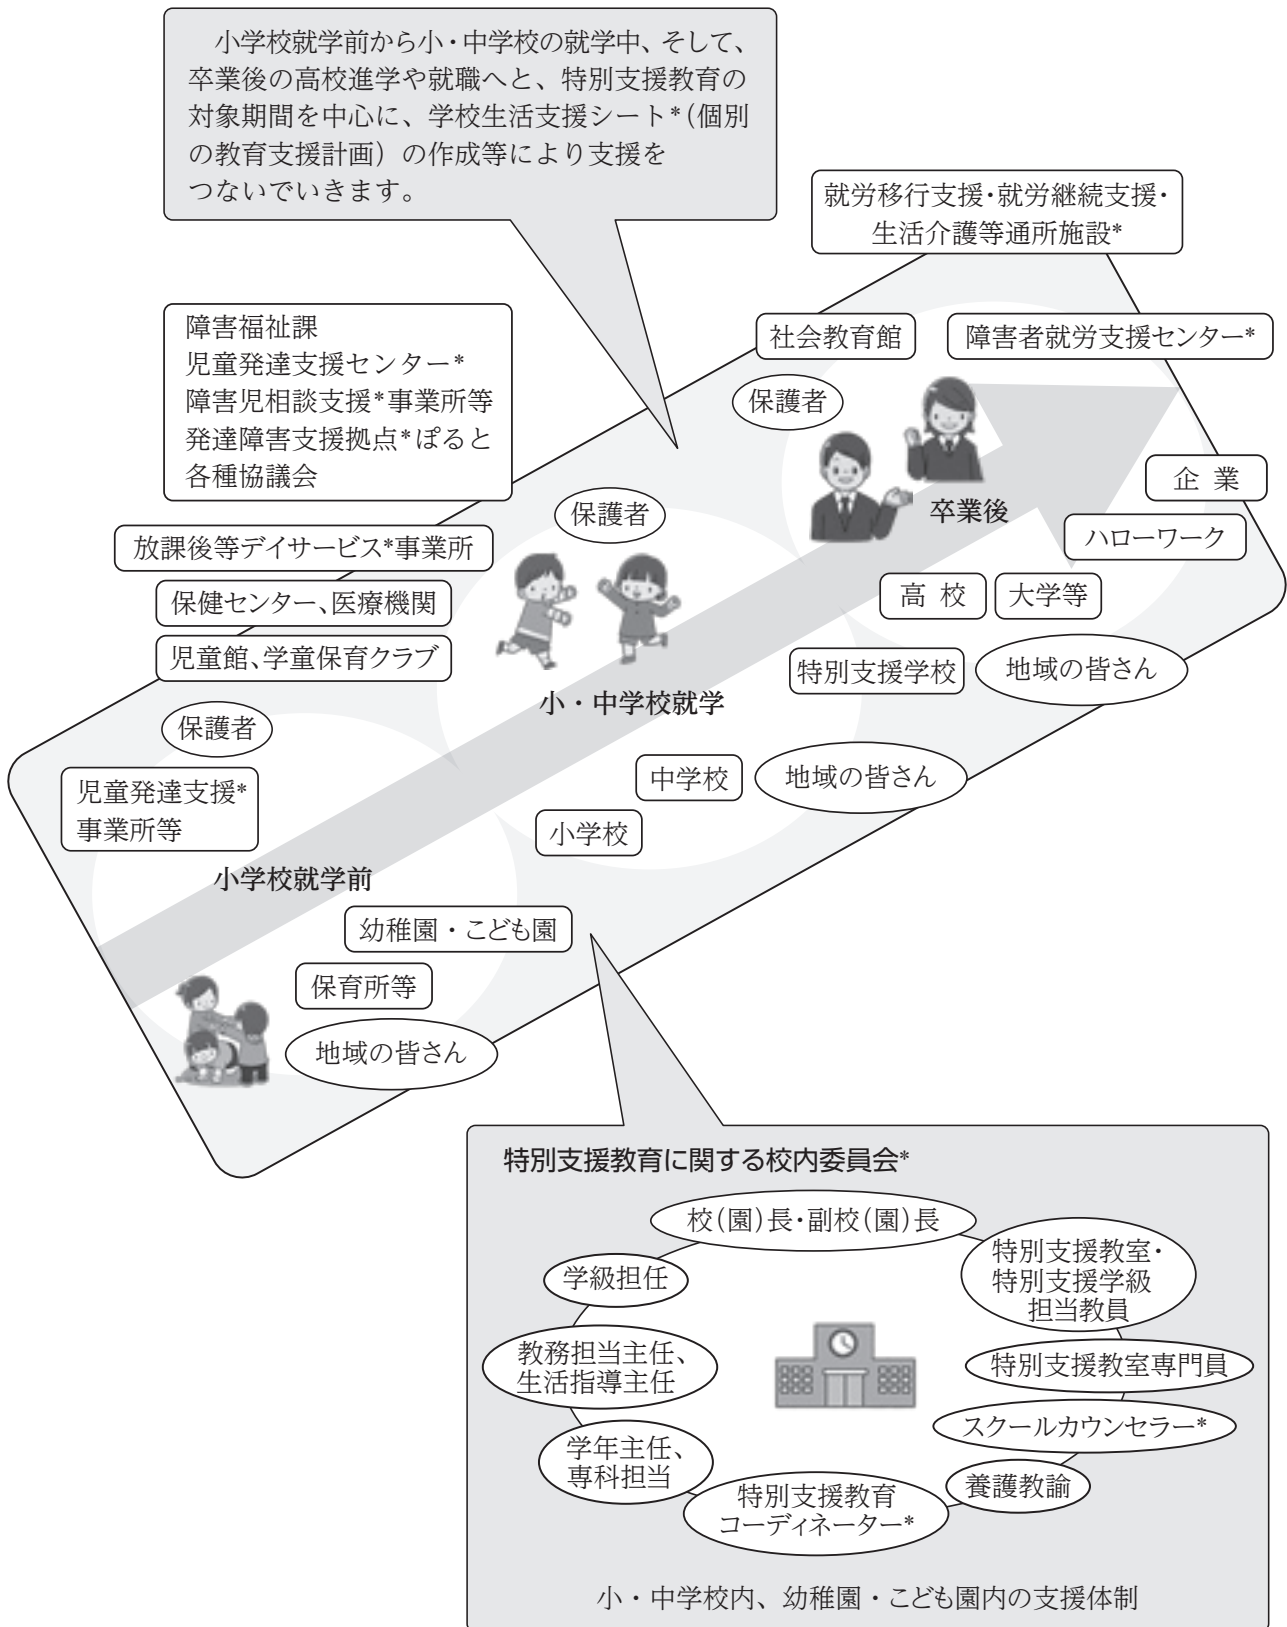 小学校就学前から小・中学校の就学中、そして、
卒業後の高校進学や就職へと、特別支援教育の
対象期間を中心に、学校生活支援シート*(個別
の教育支援計画)の作成等により支援を
つないでいきます。
就労移行支援・就労継続支援・
生活介護等通所施設*
障害福祉課
児童発達支援センター*
障害児相談支援*事業所等
発達障害支援拠点*ぽると
各種協議会
社会教育館
障害者就労支援センター*
保護者
卒業後
企 業
ハローワーク
高 校
大学等
特別支援学校
地域の皆さん
放課後等デイサービス*事業所
保健センター、医療機関
児童館、学童保育クラブ
保護者
小・中学校就学
中学校
地域の皆さん
小学校
保護者
児童発達支援*
事業所等
小学校就学前
幼稚園・こども園
保育所等
地域の皆さん
特別支援教育に関する校内委員会*
校(園)長・副校(園)長
特別支援教室・
特別支援学級
担当教員
学級担任
教務担当主任、
生活指導主任
特別支援教室専門員
スクールカウンセラー*
学年主任、
専科担当
養護教諭
特別支援教育
コーディネーター*
小・中学校内、幼稚園・こども園内の支援体制